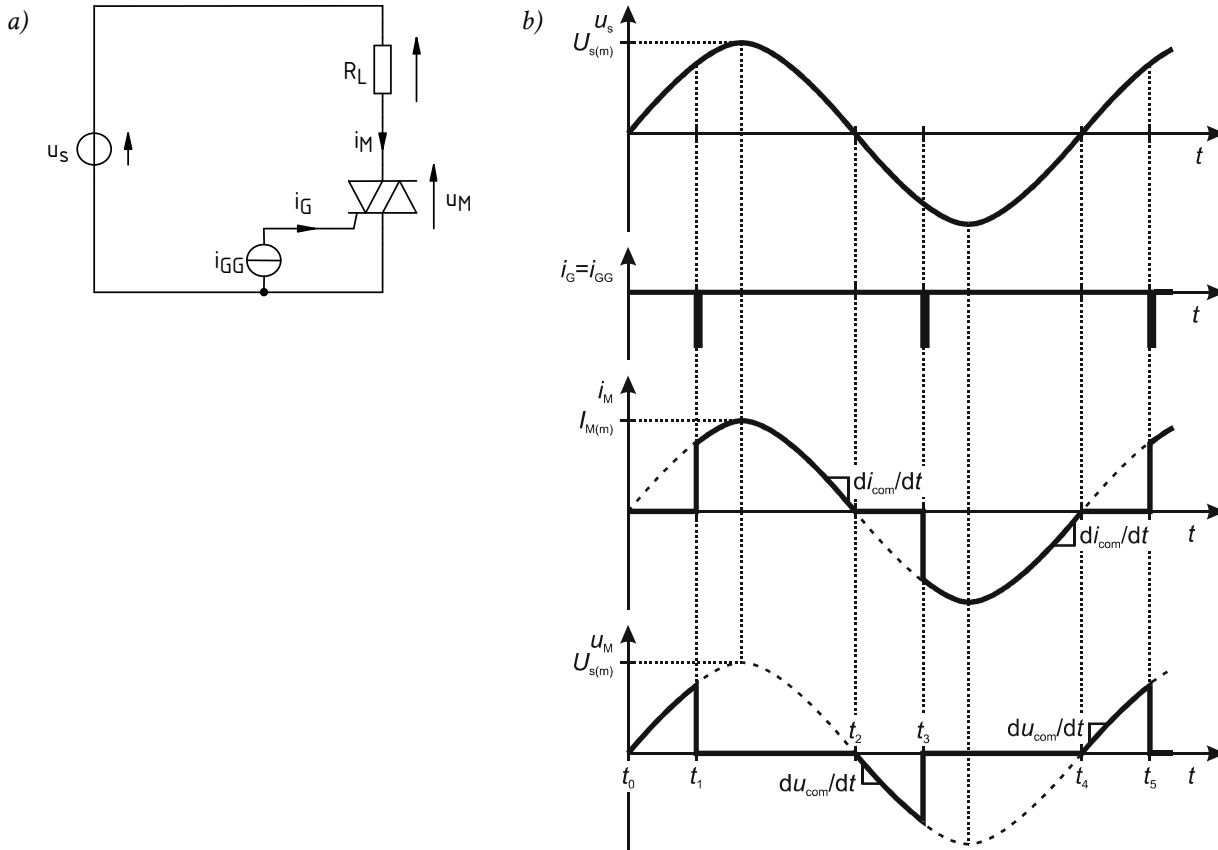 a)
R_L
i_M
u_s
u_M
i_G
i_GG
b)
u_s
U_s(m)
t
i_G=i_GG
t
i_M
I_M(m)
di_com/dt
di_com/dt
t
u_M
U_s(m)
t_2
t_3
du_com/dt
du_com/dt
t_0
t_1
t_4
t_5
t